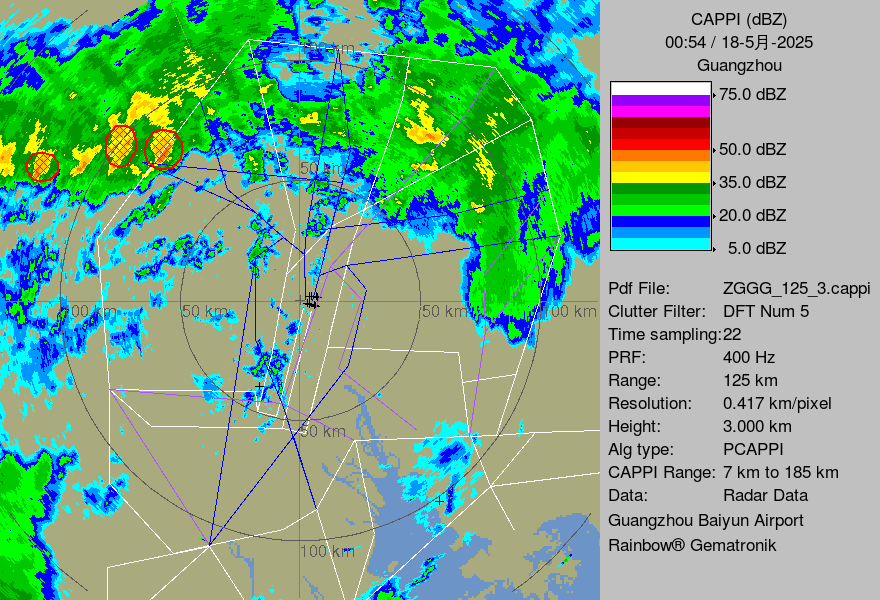 CAPPI (dBZ)
00:54 / 18-5月-2025
Guangzhou
75.0 dBZ
50.0 dBZ
35.0 dBZ
20.0 dBZ
5.0 dBZ
Pdf File: ZGGG_125_3.cappi
Clutter Filter: DFT Num 5
Time sampling:22
PRF: 400 Hz
Range: 125 km
Resolution: 0.417 km/pixel
Height: 3.000 km
Alg type: PCAPPI
CAPPI Range: 7 km to 185 km
Data: Radar Data
Guangzhou Baiyun Airport
Rainbow® Gematronik
100 km
50 km
100 km
50 km
50 km
100 km
50 km
100 km